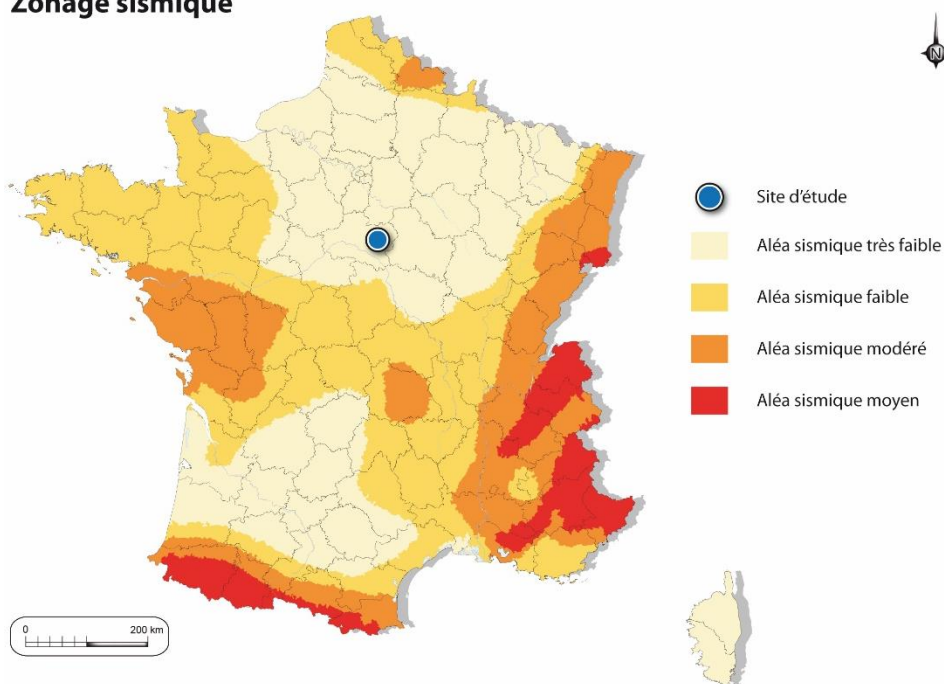 Zonage sismique
N
Site d'étude
Aléa sismique très faible
Aléa sismique faible
Aléa sismique modéré
Aléa sismique moyen
0 200 km